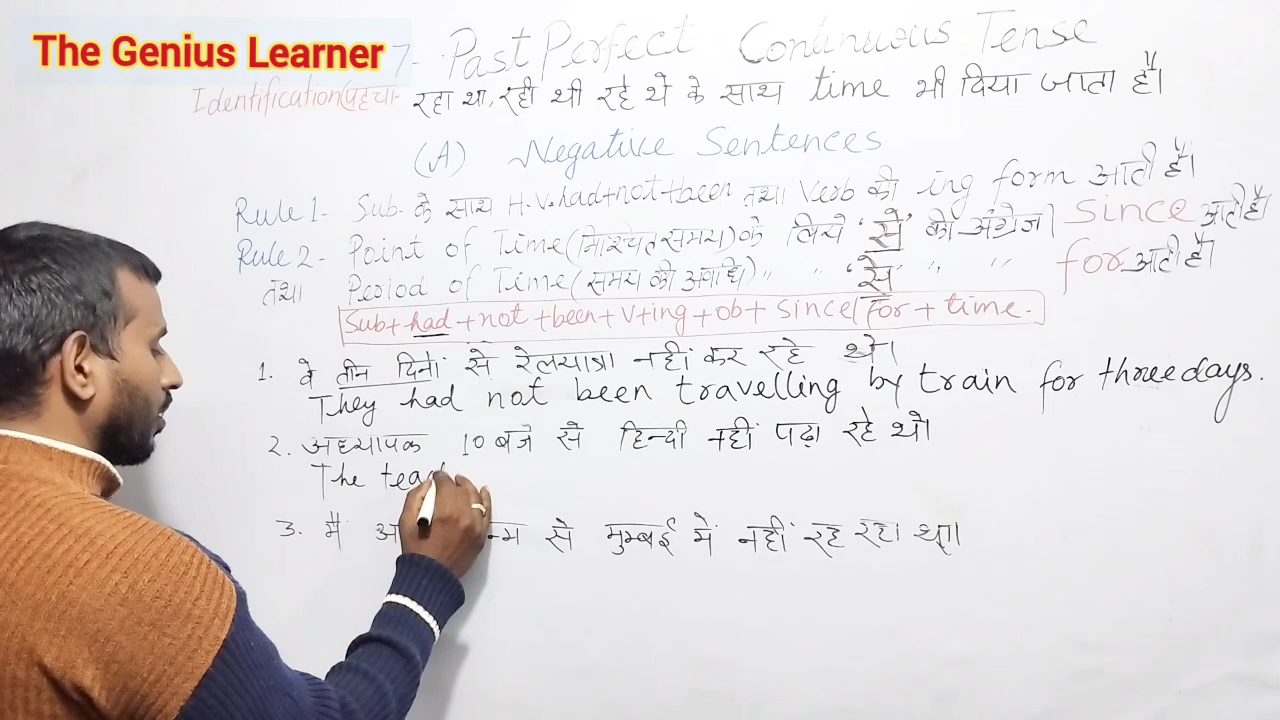 The Genius Learner
7- Past Perfect Continuous Tense
Identification(पहचा- रहा था, रही थी रहे थे के साथ time भी दिया जाता है।
(A) Negative Sentences
Rule 1- Sub. के साथ H.V.had+not+been तथा Verb की ing form आती है।
Rule 2- Point of Time(निश्चित समय)के लिये 'से' की अंग्रेजी since आती है
तथा Period of Time(समय की अवधि) " " 'से' " " for आती है।
Sub+had+not+been+v+ing+ob+since/for+time.
1. वे तीन दिनों से रेलयात्रा नहीं कर रहे थे।
They had not been travelling by train for three days.
2. अध्यापक 10 बजे से हिन्दी नहीं पढ़ा रहे थे।
The tea
3. मैं से मुम्बई में नहीं रह रहा था।